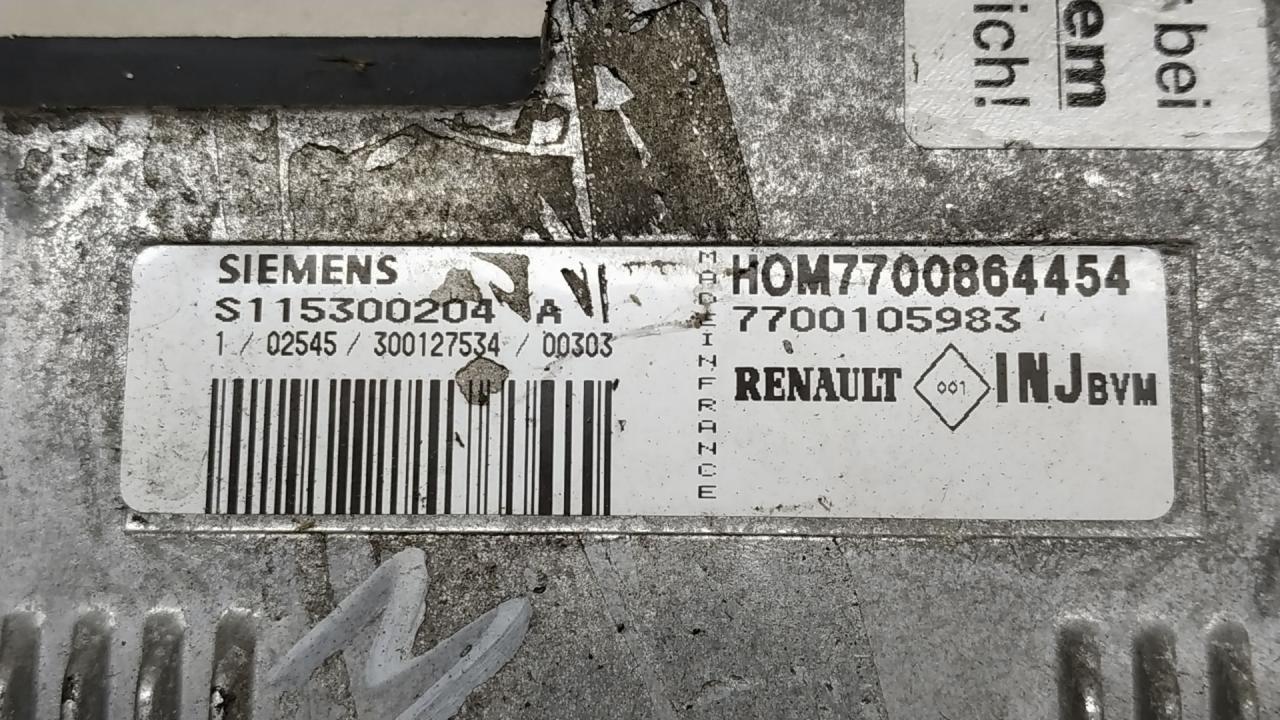 r bei
em
ich!
SIEMENS
S115300204 A
1 / 02545 / 300127534 / 00303
MADE IN FRANCE
HOM7700864454
7700105983
RENAULT 001 INJ BVM